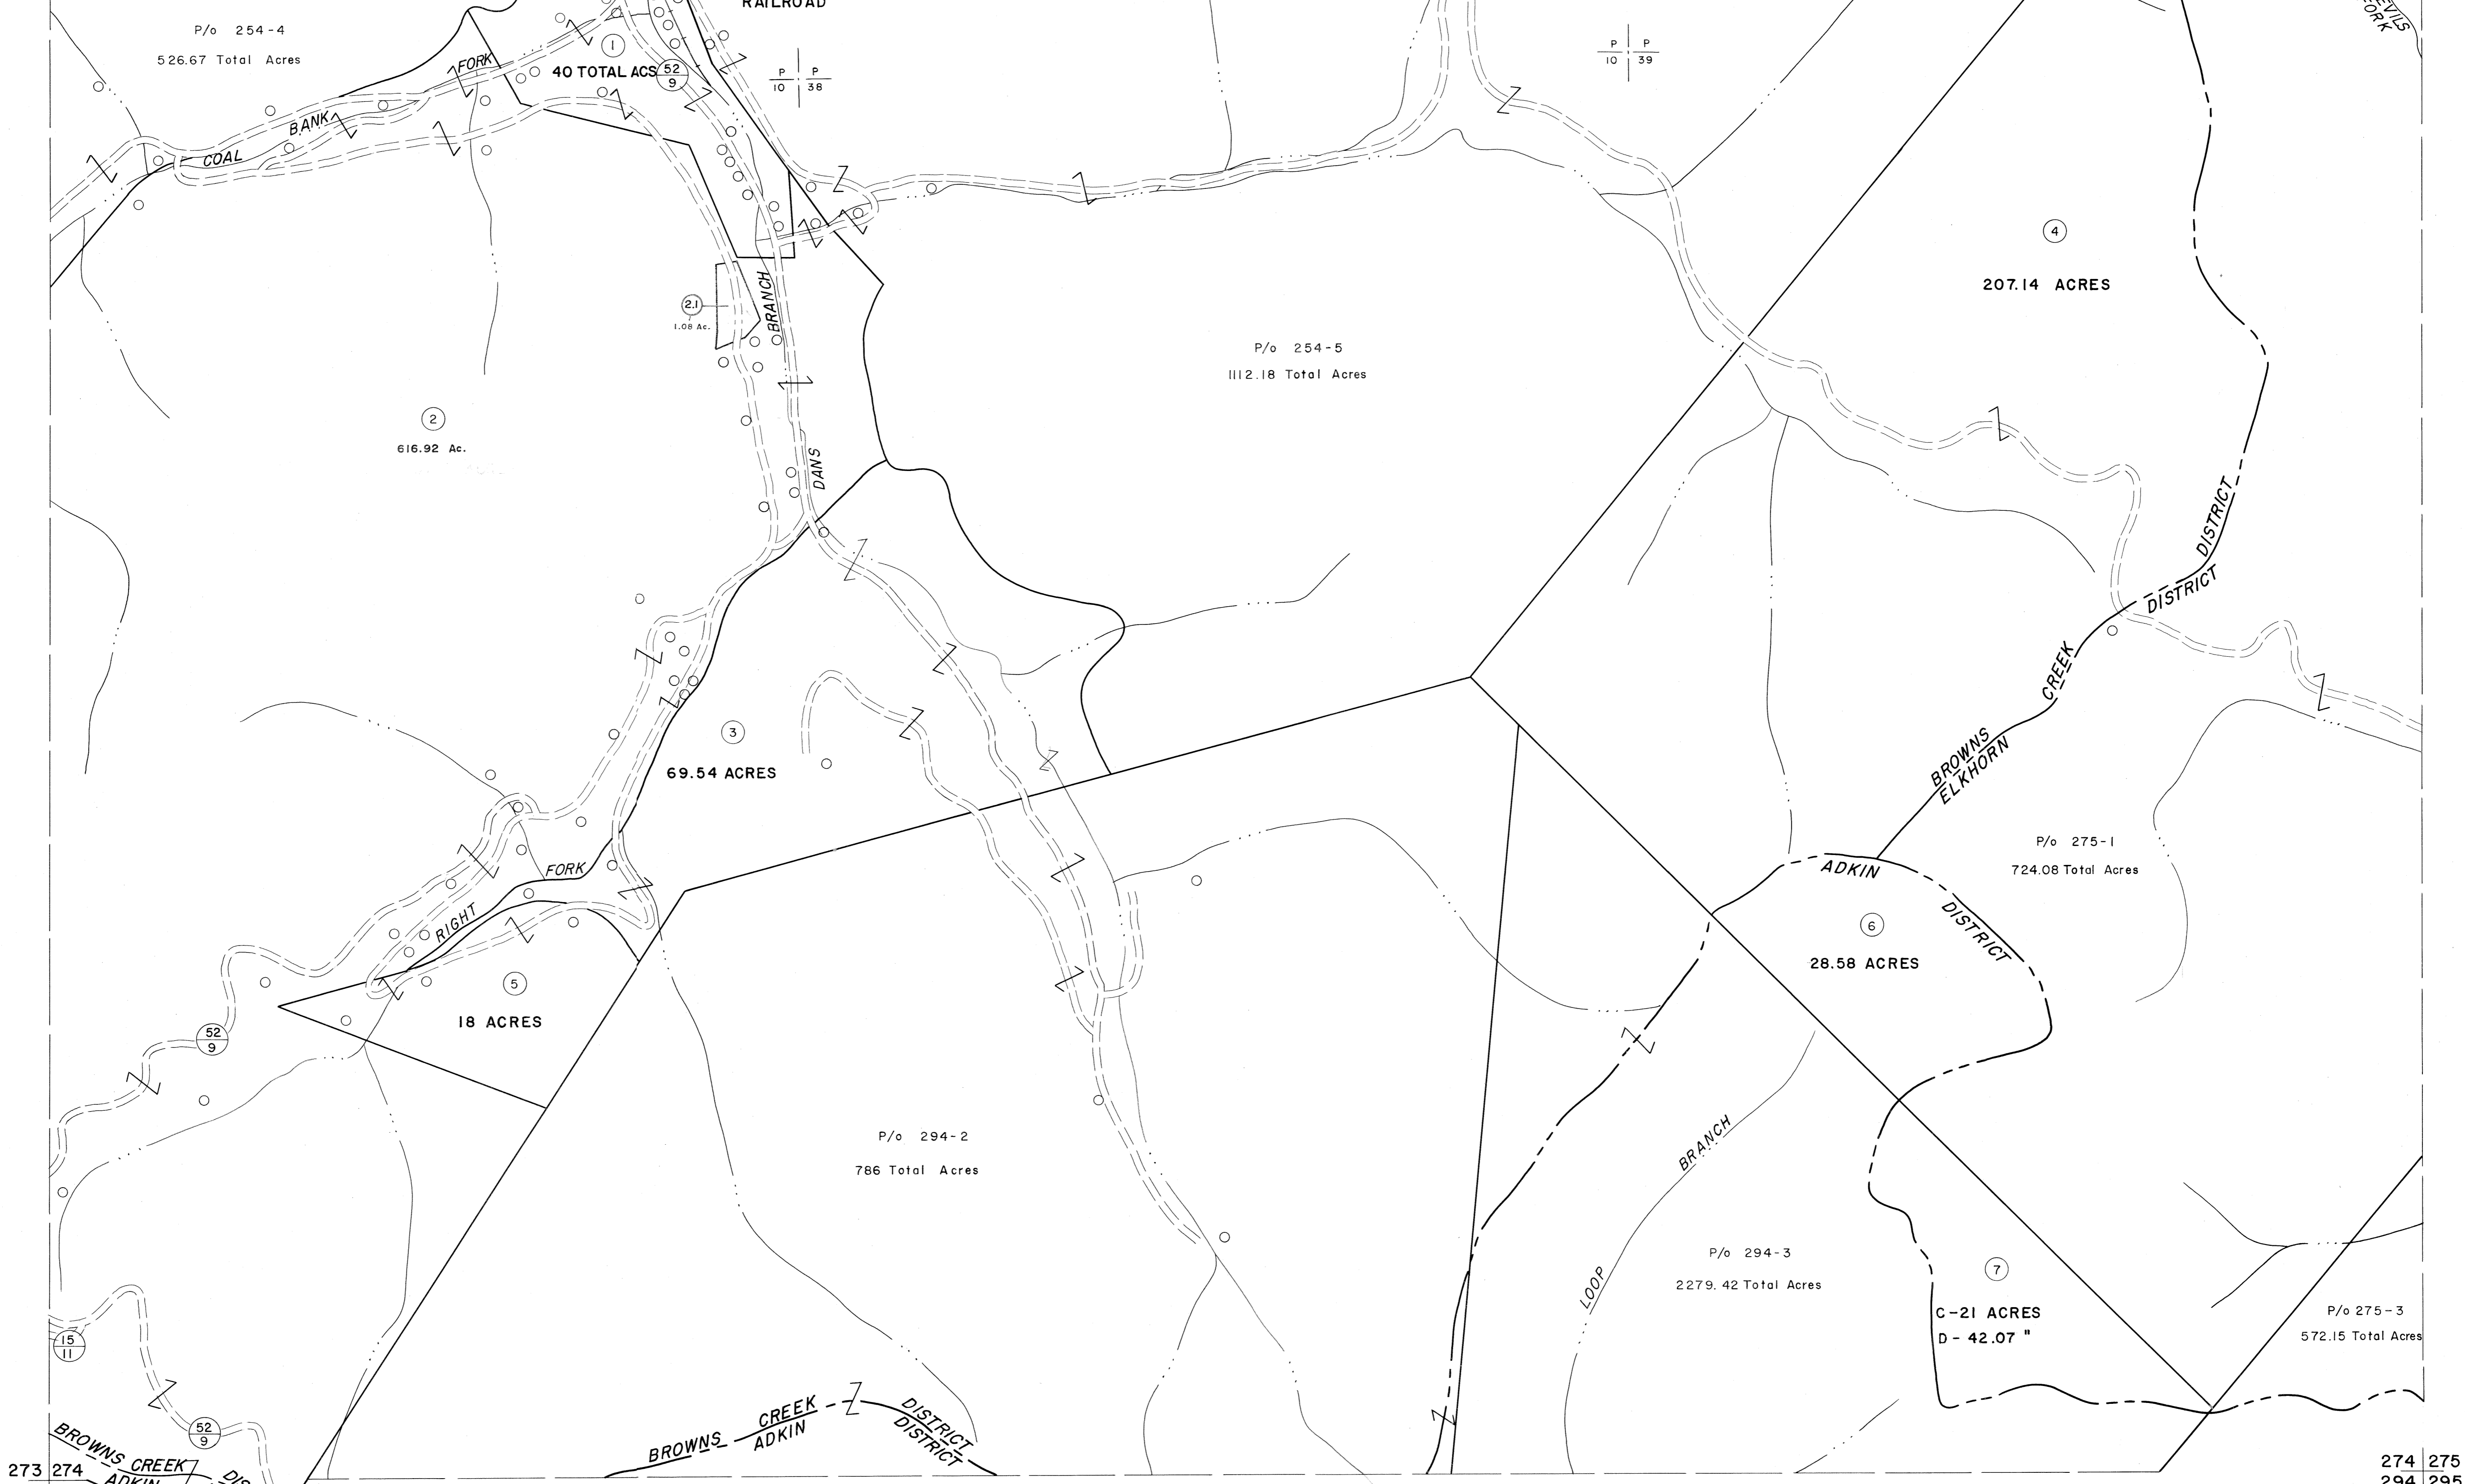 RAILROAD
P/o 254-4
526.67 Total Acres
1
40 TOTAL ACS
52
9
P P
10 38
P P
10 39
FORK
BANK
COAL
4
207.14 ACRES
2.1
1.08 Ac.
BRANCH
DANS
P/o 254-5
1112.18 Total Acres
2
616.92 Ac.
DISTRICT
DISTRICT
CREEK
BROWNS
ELKHORN
3
69.54 ACRES
FORK
RIGHT
P/o 275-1
724.08 Total Acres
ADKIN
DISTRICT
6
28.58 ACRES
5
18 ACRES
52
9
P/o 294-2
786 Total Acres
BRANCH
LOOP
P/o 294-3
2279.42 Total Acres
7
C-21 ACRES
D- 42.07 "
P/o 275-3
572.15 Total Acres
15
11
52
9
BROWNS CREEK
ADKIN
BROWNS CREEK DISTRICT
ADKIN DISTRICT
273 274
274 275
294 295